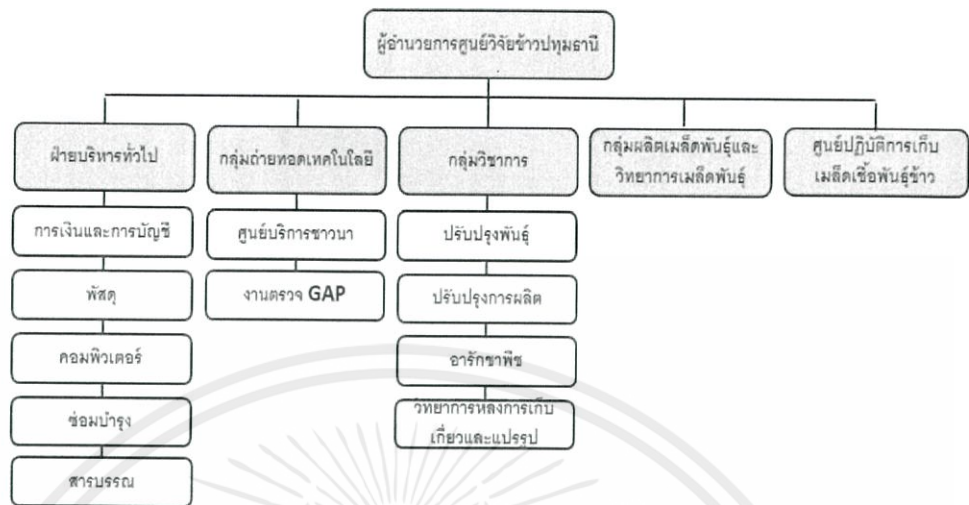 ผู้อำนวยการศูนย์วิจัยข้าวปทุมธานี
ฝ่ายบริหารทั่วไป
การเงินและการบัญชี
พัสดุ
คอมพิวเตอร์
ซ่อมบำรุง
สารบรรณ
กลุ่มถ่ายทอดเทคโนโลยี
ศูนย์บริการชาวนา
งานตรวจ GAP
กลุ่มวิชาการ
ปรับปรุงพันธุ์
ปรับปรุงการผลิต
อารักขาพืช
วิทยาการหลังการเก็บ
เกี่ยวและแปรรูป
กลุ่มผลิตเมล็ดพันธุ์และ
วิทยาการเมล็ดพันธุ์
ศูนย์ปฏิบัติการเก็บ
เมล็ดเชื้อพันธุ์ข้าว